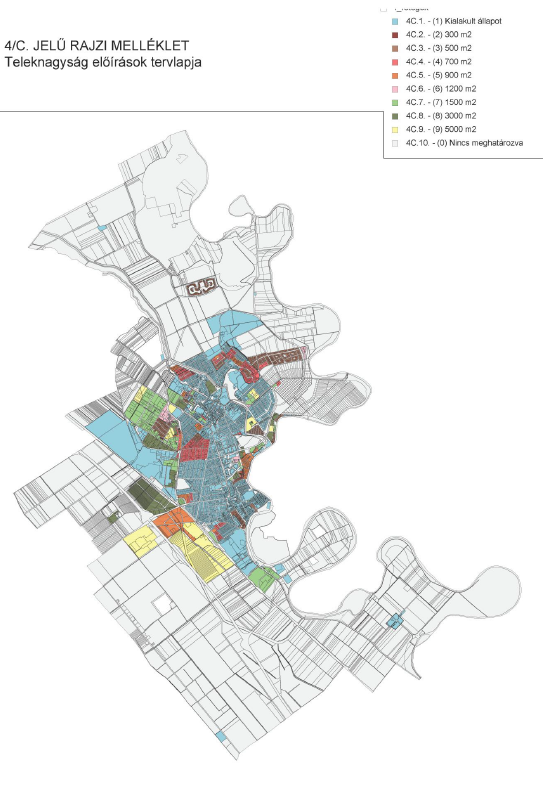 4/C. JELŰ RAJZI MELLÉKLET
Teleknagyság előírások tervlapja
4C.1. - (1) Kialakult állapot
4C.2. - (2) 300 m2
4C.3. - (3) 500 m2
4C.4. - (4) 700 m2
4C.5. - (5) 900 m2
4C.6. - (6) 1200 m2
4C.7. - (7) 1500 m2
4C.8. - (8) 3000 m2
4C.9. - (9) 5000 m2
4C.10. - (0) Nincs meghatározva